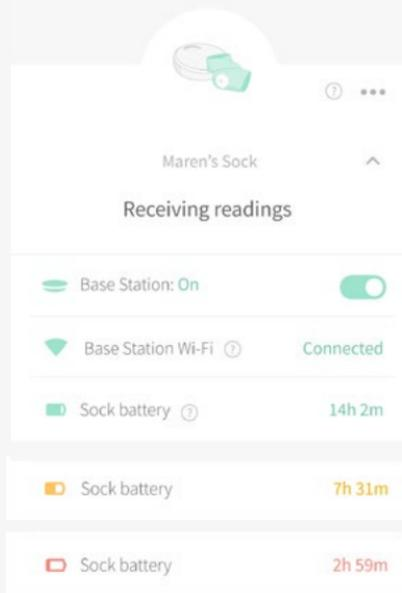 Maren's Sock
Receiving readings
Base Station: On
Base Station Wi-Fi ? Connected
Sock battery ? 14h 2m
Sock battery 7h 31m
Sock battery 2h 59m